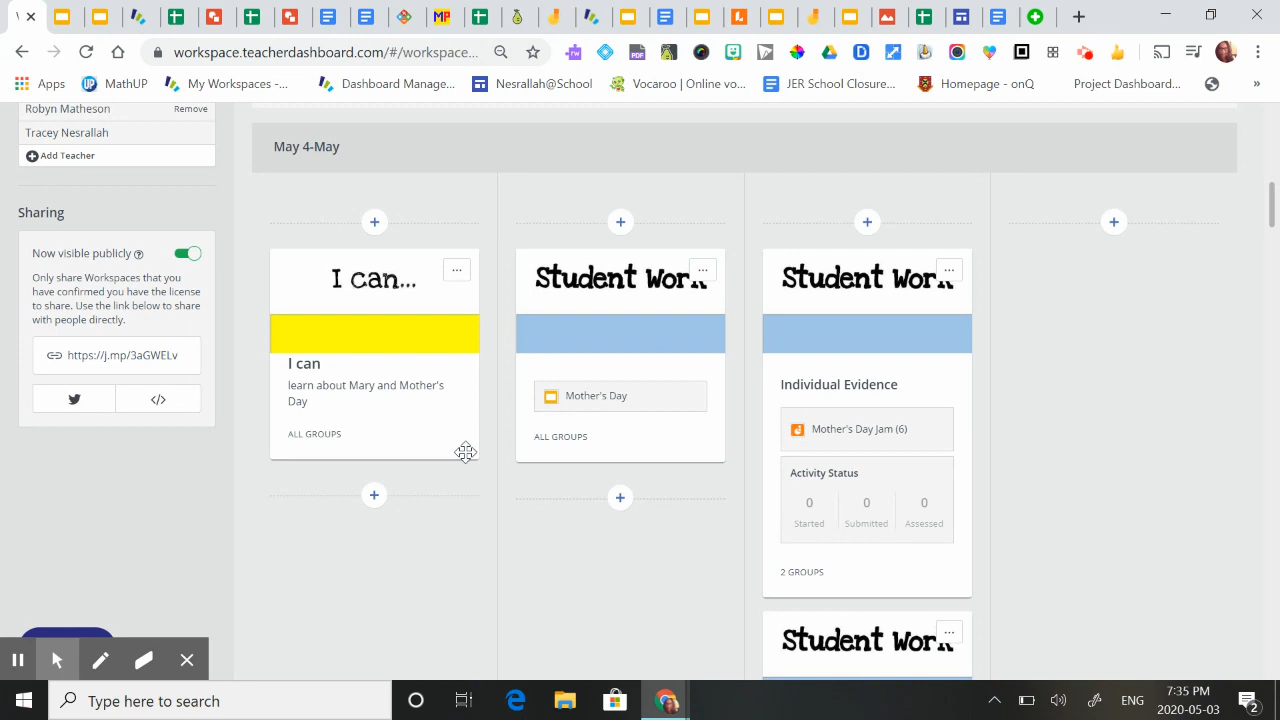 workspace.teacherdashboard.com/#/workspace...
MathUP
My Workspaces -...
Dashboard Manage...
Nesrallah@School
Vocaroo | Online vo...
JER School Closure...
Homepage - onQ
Project Dashboard...
»
Robyn Matheson
Remove
Tracey Nesrallah
Add Teacher
Sharing
Now visible publicly
Only share Workspaces that you
have confirmed you have the license
to share. Use the link below to share
with people directly.
https://j.mp/3aGWELv
</>
May 4-May
I can...
I can
learn about Mary and Mother's
Day
ALL GROUPS
Student Work
Mother's Day
ALL GROUPS
Student Work
Individual Evidence
Mother's Day Jam (6)
Activity Status
0 0 0
Started Submitted Assessed
2 GROUPS
Student Work
Type here to search
ENG
7:35 PM
2020-05-03
2